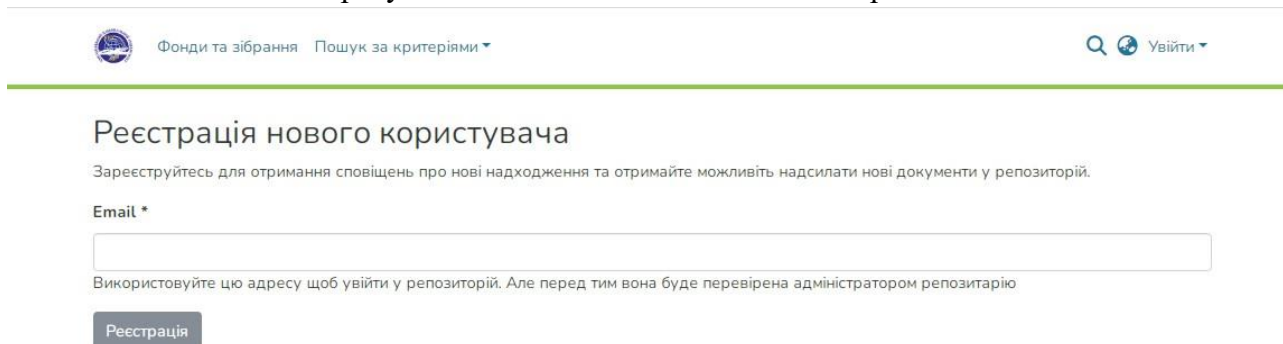 Фонди та зібрання Пошук за критеріями Увійти
Реєстрація нового користувача
Зареєструйтесь для отримання сповіщень про нові надходження та отримайте можливіть надсилати нові документи у репозиторій.
Email *
Використовуйте цю адресу щоб увійти у репозиторій. Але перед тим вона буде перевірена адміністратором репозитарію
Реєстрація